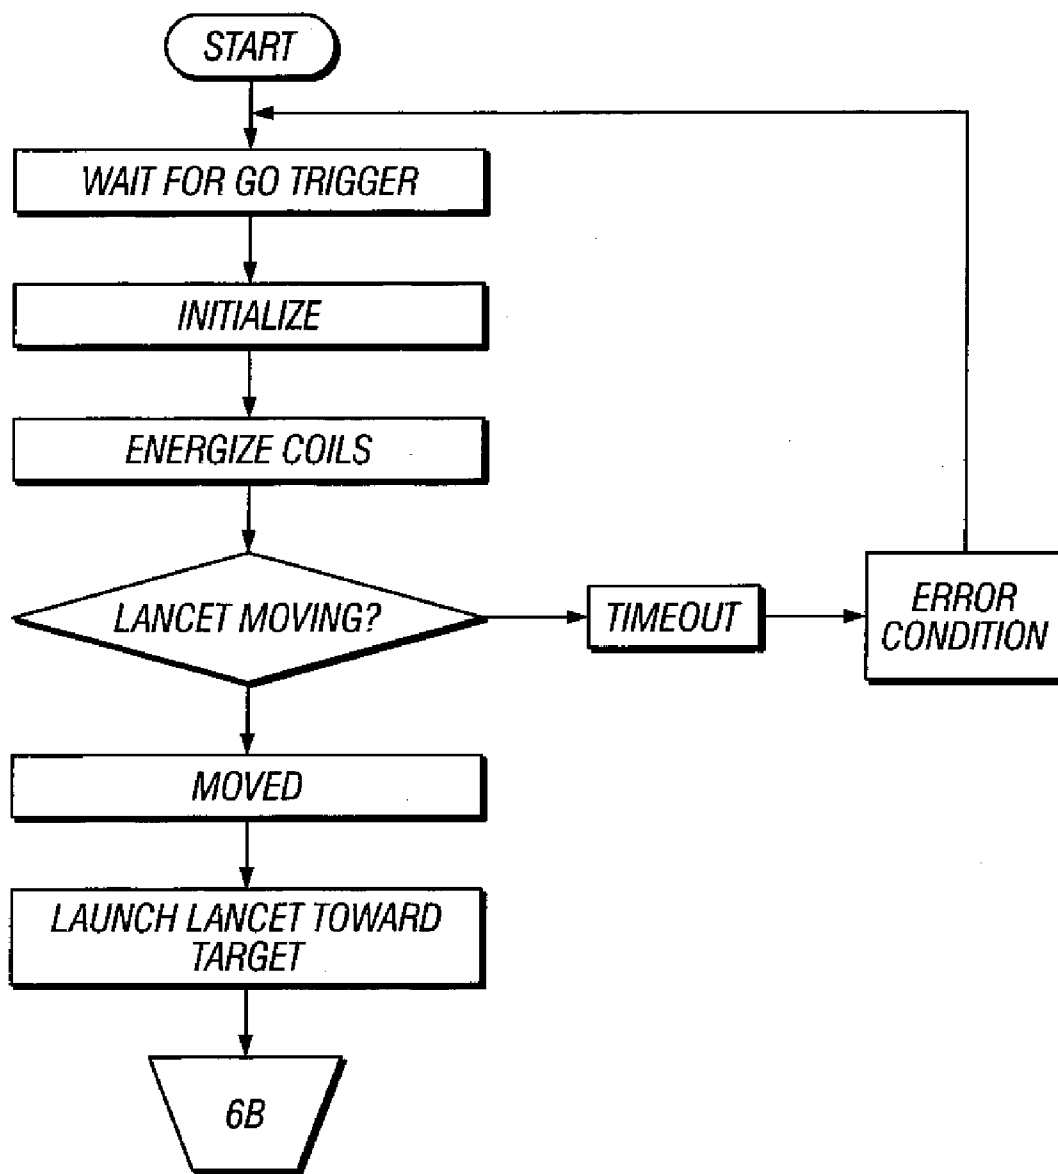 START
WAIT FOR GO TRIGGER
INITIALIZE
ENERGIZE COILS
LANCET MOVING?
TIMEOUT
ERROR
CONDITION
MOVED
LAUNCH LANCET TOWARD
TARGET
6B